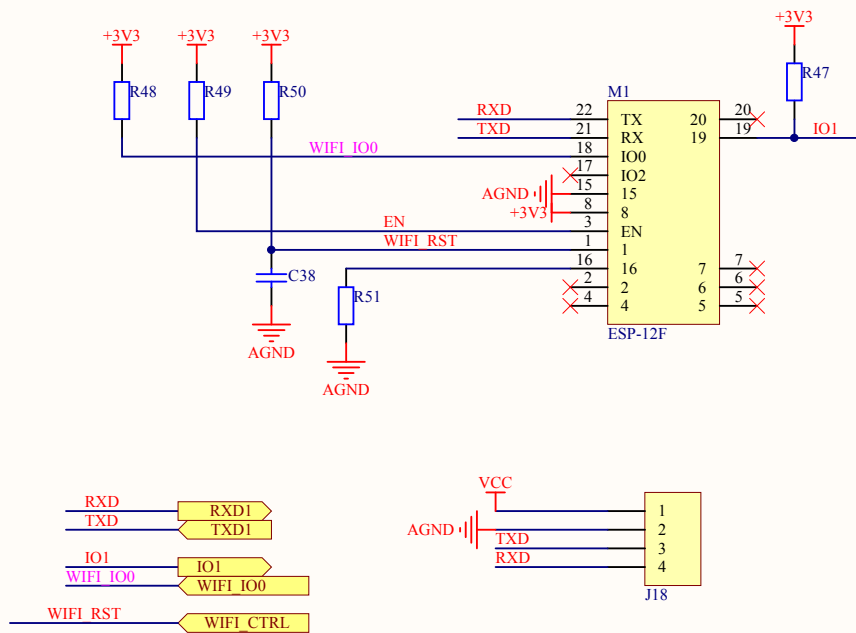 +3V3 +3V3 +3V3 +3V3
R48 R49 R50 R47
M1
RXD 22 TX 20 20
TXD 21 RX 19 19 IO1
WIFI_IO0 18 IO0
17 IO2
AGND 15 15
+3V3 8 8
EN 3 EN
WIFI_RST 1 1
16 16 7 7
C38 2 2 6 6
R51 4 4 5 5
ESP-12F
AGND
AGND
VCC
RXD RXD1 1
TXD TXD1 AGND 2
TXD 3
IO1 IO1 RXD 4
WIFI_IO0 WIFI_IO0 J18
WIFI_RST WIFI_CTRL